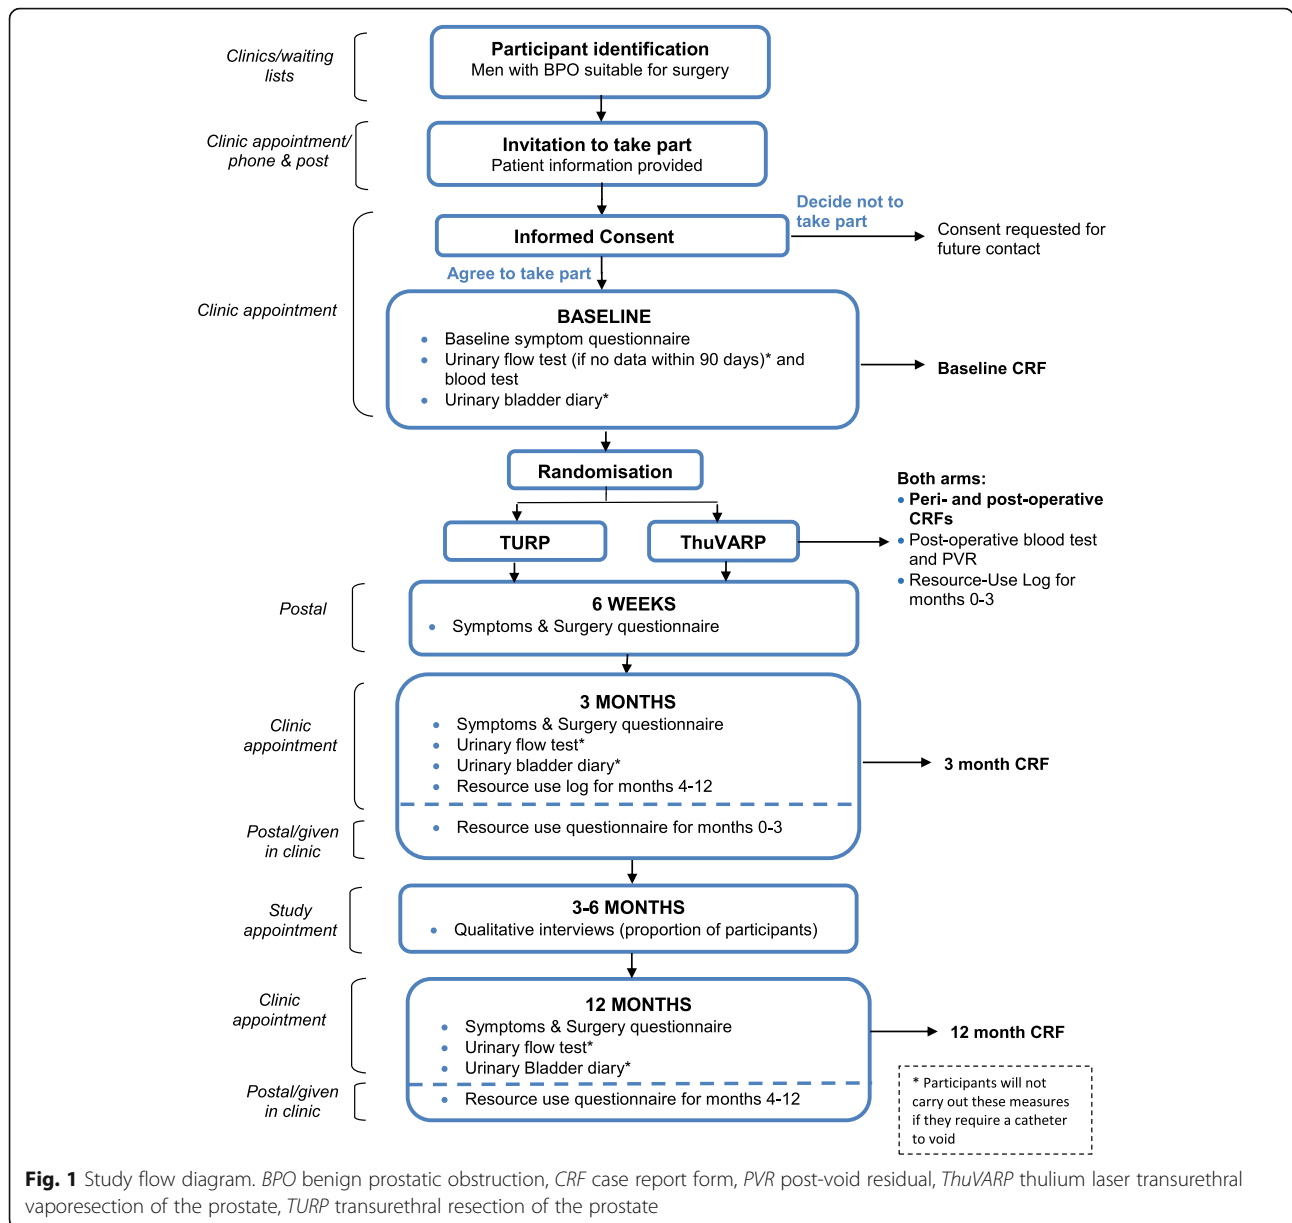 Clinics/waiting
lists
Participant identification
Men with BPO suitable for surgery
Clinic appointment/
phone & post
Invitation to take part
Patient information provided
Decide not to
take part
Informed Consent
Consent requested for
future contact
Agree to take part
Clinic appointment
BASELINE
• Baseline symptom questionnaire
• Urinary flow test (if no data within 90 days)* and
blood test
• Urinary bladder diary*
Baseline CRF
Randomisation
TURP
ThuVARP
Both arms:
• Peri- and post-operative
CRFs
• Post-operative blood test
and PVR
• Resource-Use Log for
months 0-3
Postal
6 WEEKS
• Symptoms & Surgery questionnaire
Clinic
appointment
3 MONTHS
• Symptoms & Surgery questionnaire
• Urinary flow test*
• Urinary bladder diary*
• Resource use log for months 4-12
3 month CRF
Postal/given
in clinic
• Resource use questionnaire for months 0-3
Study
appointment
3-6 MONTHS
• Qualitative interviews (proportion of participants)
Clinic
appointment
12 MONTHS
• Symptoms & Surgery questionnaire
• Urinary flow test*
• Urinary Bladder diary*
12 month CRF
Postal/given
in clinic
• Resource use questionnaire for months 4-12
* Participants will not
carry out these measures
if they require a catheter
to void
Fig. 1 Study flow diagram. BPO benign prostatic obstruction, CRF case report form, PVR post-void residual, ThuVARP thulium laser transurethral
vaporesection of the prostate, TURP transurethral resection of the prostate